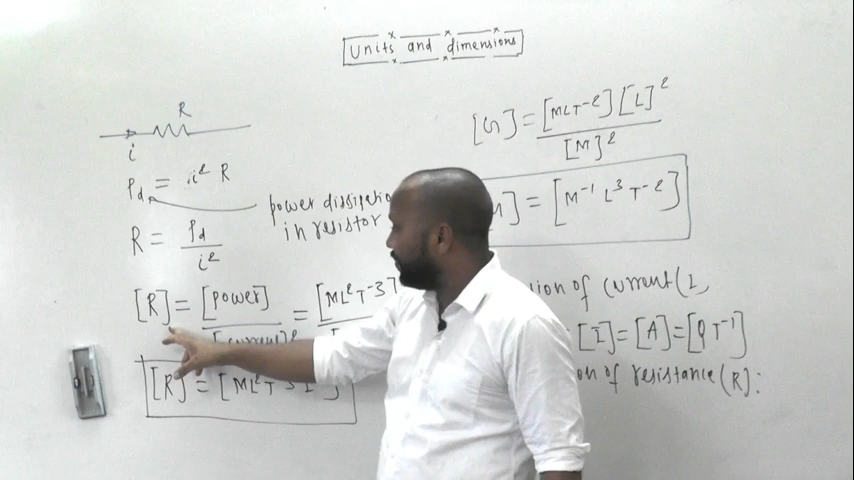 Units and dimensions
R
i
Pd = i² R
power dissipation
in resistor
R = Pd / i²
[R] = [power] / [current]² = [ML²T⁻³]
[R] = [ML²T⁻³
[G] = [MLT⁻²][L]² / [M]²
] = [M⁻¹ L³ T⁻²]
of current(I,
[I] = [A] = [Q T⁻¹]
of resistance(R):